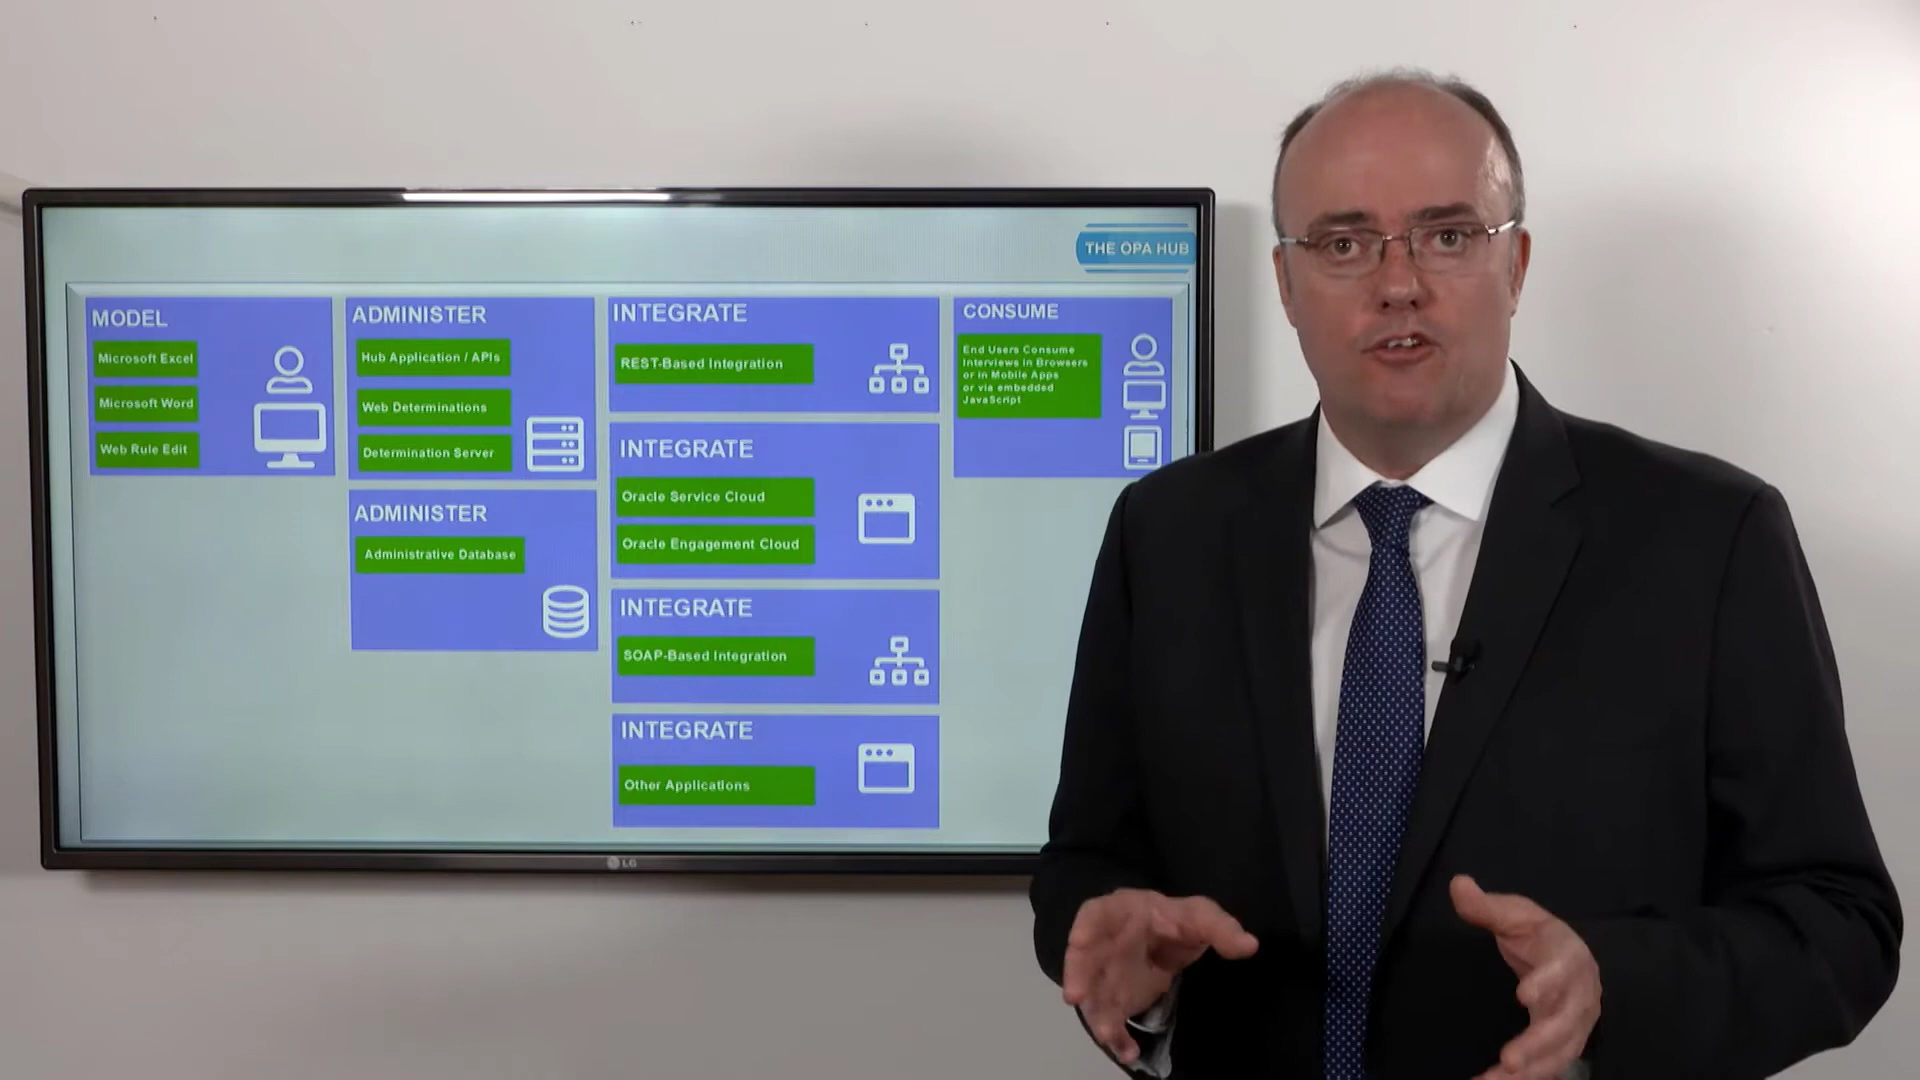 THE OPA HUB
MODEL
Microsoft Excel
Microsoft Word
Web Rule Edit
ADMINISTER
Hub Application / APIs
Web Determinations
Determination Server
ADMINISTER
Administrative Database
INTEGRATE
REST-Based Integration
INTEGRATE
Oracle Service Cloud
Oracle Engagement Cloud
INTEGRATE
SOAP-Based Integration
INTEGRATE
Other Applications
CONSUME
End Users Consume
Interviews in Browsers
or in Mobile Apps
or via embedded
JavaScript
LG